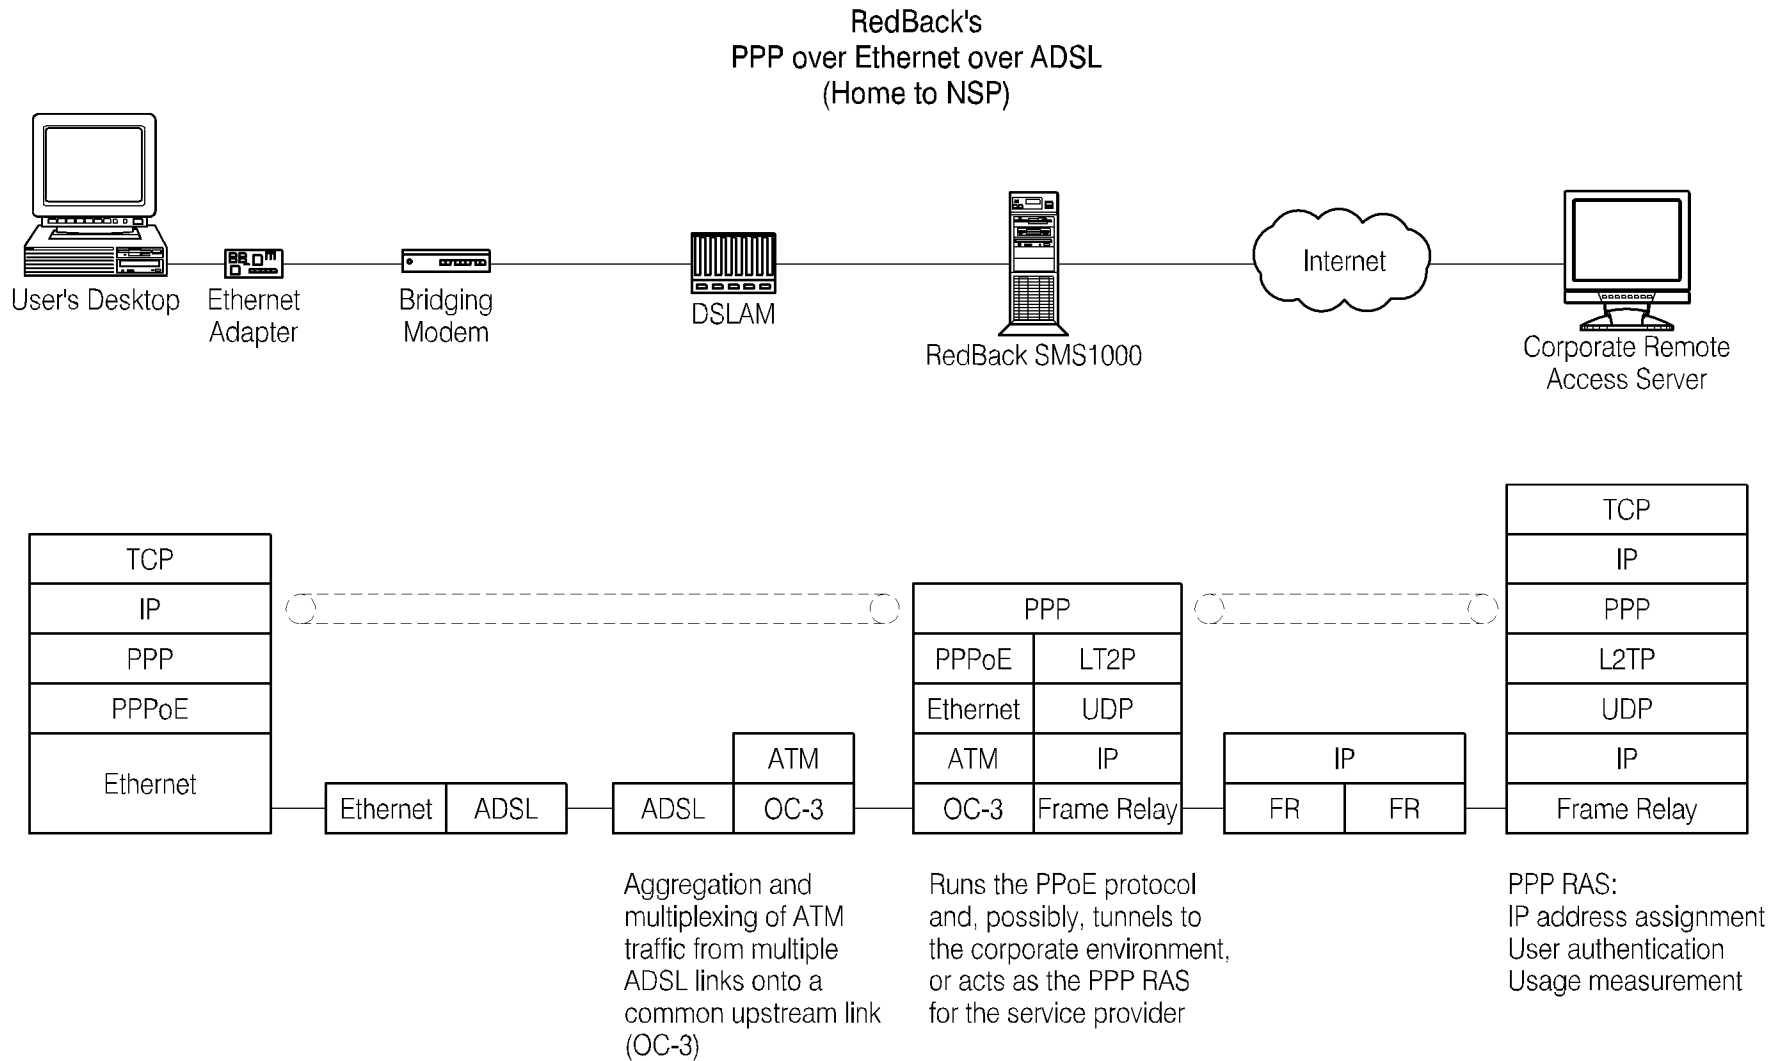 RedBack's
PPP over Ethernet over ADSL
(Home to NSP)
User's Desktop
Ethernet
Adapter
Bridging
Modem
DSLAM
RedBack SMS1000
Internet
Corporate Remote
Access Server
TCP
IP
PPP
PPPoE
Ethernet
Ethernet
ADSL
ADSL
ATM
OC-3
PPP
PPPoE
LT2P
Ethernet
UDP
ATM
IP
OC-3
Frame Relay
IP
FR
FR
TCP
IP
PPP
L2TP
UDP
IP
Frame Relay
Aggregation and
multiplexing of ATM
traffic from multiple
ADSL links onto a
common upstream link
(OC-3)
Runs the PPoE protocol
and, possibly, tunnels to
the corporate environment,
or acts as the PPP RAS
for the service provider
PPP RAS:
IP address assignment
User authentication
Usage measurement